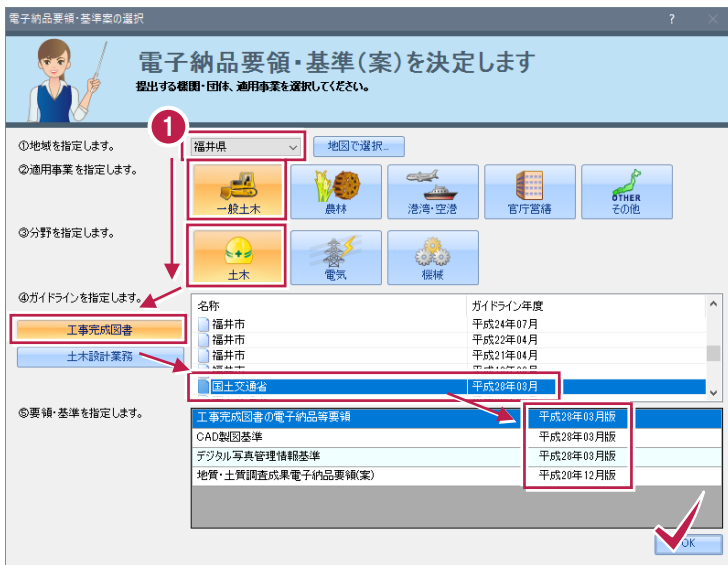 電子納品要領・基準案の選択
?
電子納品要領・基準(案)を決定します
提出する機関・団体、適用事業を選択してください。
1
①地域を指定します。
福井県
地図で選択...
②適用事業を指定します。
一般土木
農林
港湾・空港
官庁営繕
OTHER
その他
③分野を指定します。
土木
電気
機械
④ガイドラインを指定します。
工事完成図書
土木設計業務
名称 ガイドライン年度
福井市 平成24年07月
福井市 平成22年04月
福井市 平成21年04月
国土交通省 平成28年03月
⑤要領・基準を指定します。
工事完成図書の電子納品等要領 平成28年03月版
CAD製図基準 平成28年03月版
デジタル写真管理情報基準 平成28年03月版
地質・土質調査成果電子納品要領(案) 平成20年12月版
OK